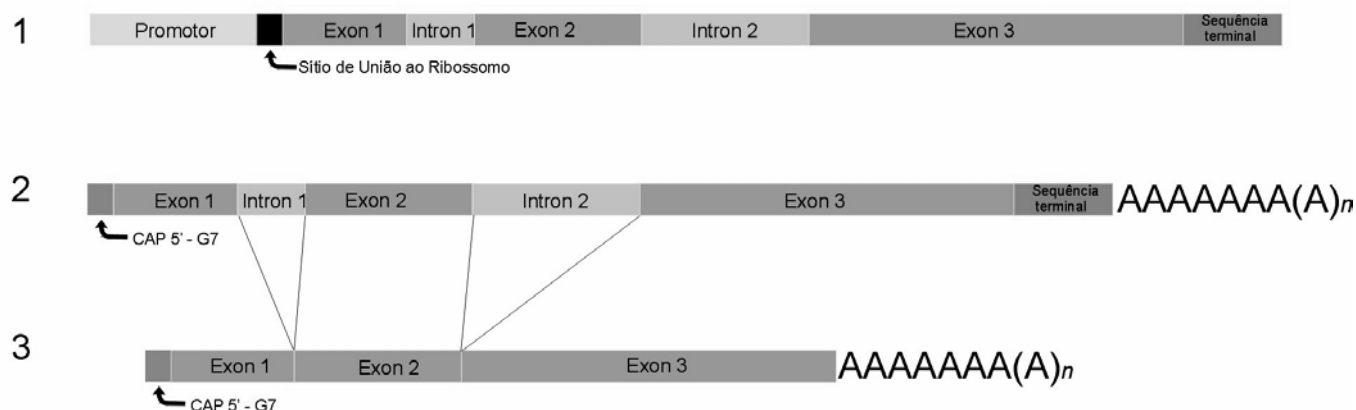 1
Promotor Exon 1 Intron 1 Exon 2 Intron 2 Exon 3 Sequência
terminal
Sitio de União ao Ribossomo
2
Exon 1 Intron 1 Exon 2 Intron 2 Exon 3 Sequência
terminal
AAAAAAA(A)n
CAP 5' - G7
3
Exon 1 Exon 2 Exon 3 AAAAAAA(A)n
CAP 5' - G7